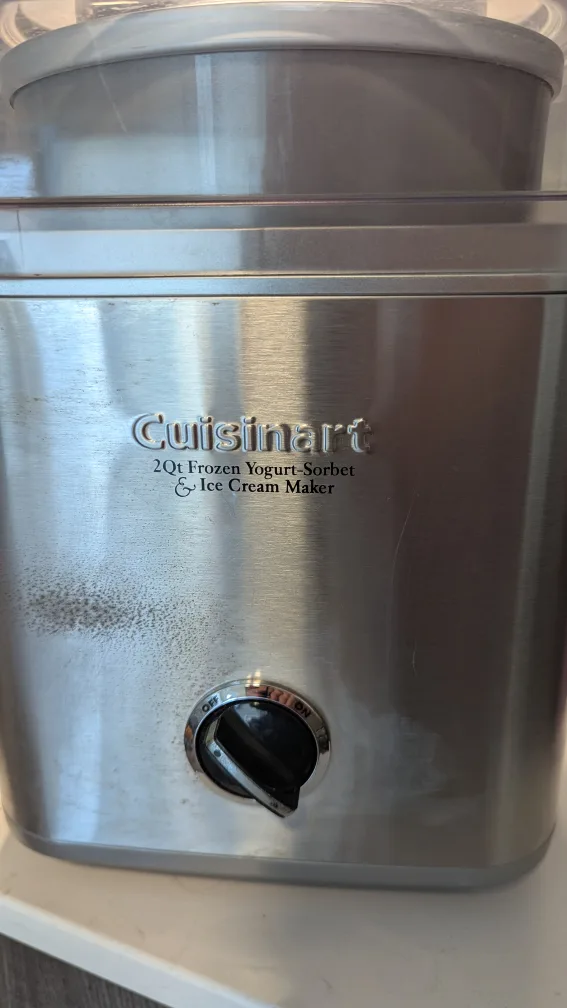 Cuisinart
2Qt Frozen Yogurt-Sorbet
& Ice Cream Maker
OFF ON